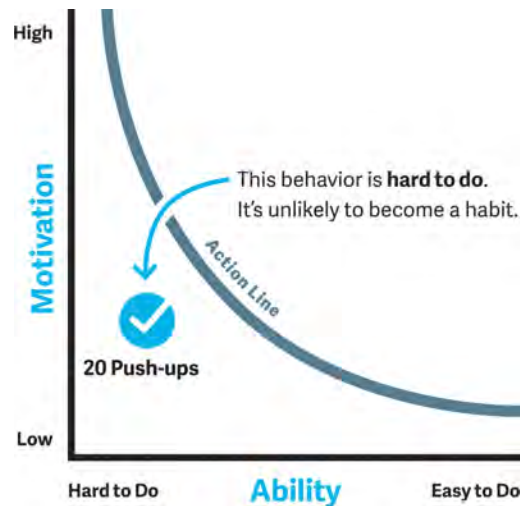 High
This behavior is hard to do.
It's unlikely to become a habit.
Motivation
Action Line
20 Push-ups
Low
Hard to Do
Ability
Easy to Do